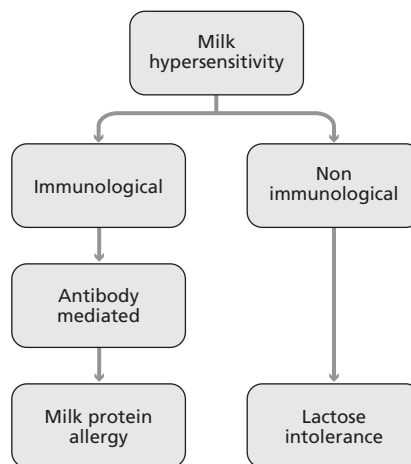 Milk
hypersensitivity
Immunological
Non
immunological
Antibody
mediated
Milk protein
allergy
Lactose
intolerance